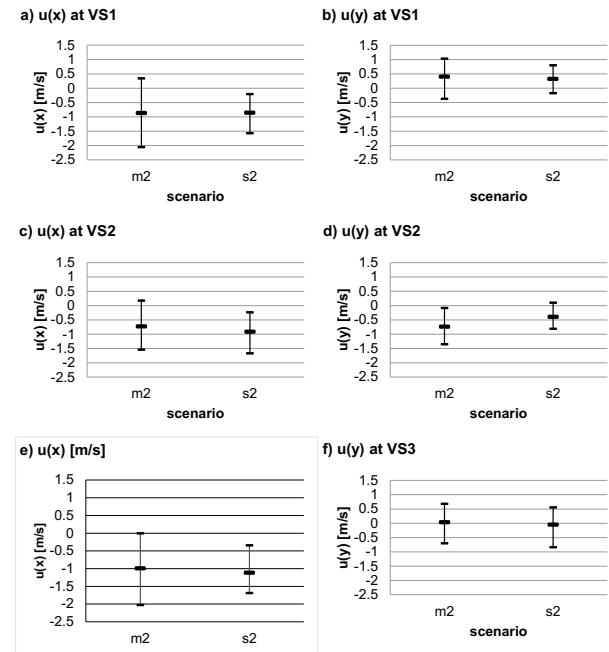 a) u(x) at VS1
1.5
1
0.5
0
-0.5
-1
-1.5
-2
-2.5
u(x) [m/s]
m2 s2
scenario
b) u(y) at VS1
1.5
1
0.5
0
-0.5
-1
-1.5
-2
-2.5
u(y) [m/s]
m2 s2
scenario
c) u(x) at VS2
1.5
1
0.5
0
-0.5
-1
-1.5
-2
-2.5
u(x) [m/s]
m2 s2
scenario
d) u(y) at VS2
1.5
1
0.5
0
-0.5
-1
-1.5
-2
-2.5
u(y) [m/s]
m2 s2
scenario
e) u(x) [m/s]
1.5
1
0.5
0
-0.5
-1
-1.5
-2
-2.5
u(x) [m/s]
m2 s2
f) u(y) at VS3
1.5
1
0.5
0
-0.5
-1
-1.5
-2
-2.5
u(y) [m/s]
m2 s2
scenario